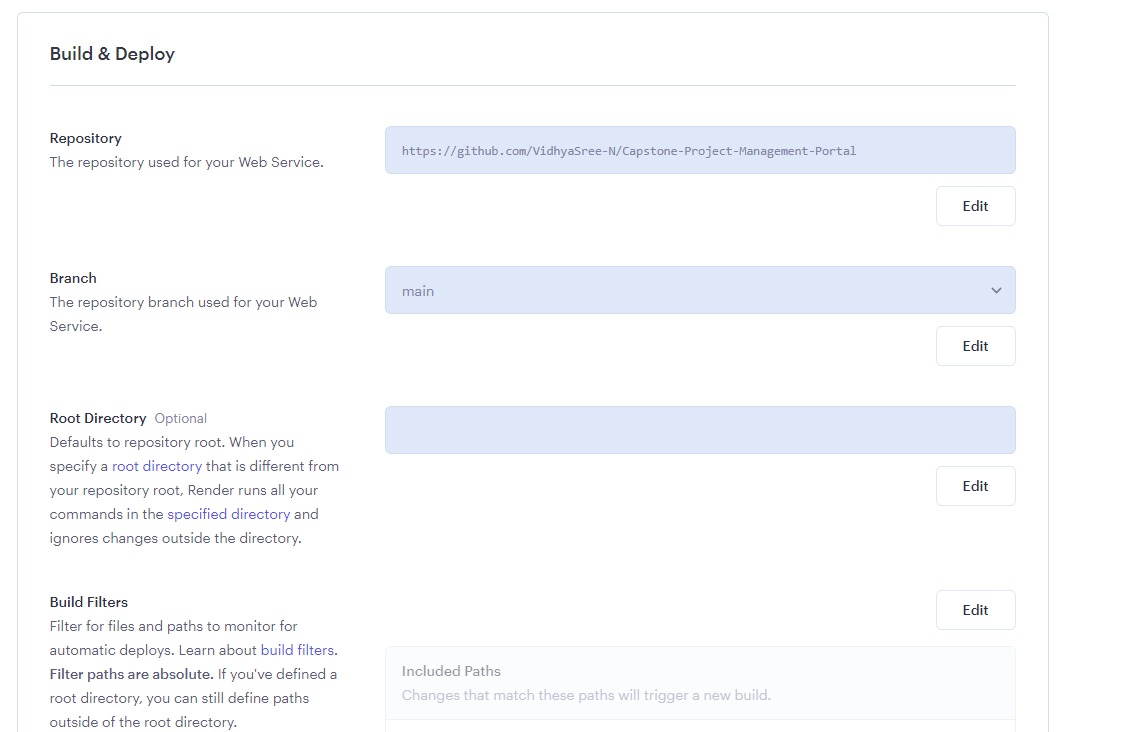 Build & Deploy
Repository
The repository used for your Web Service.
https://github.com/VidhyaSree-N/Capstone-Project-Management-Portal
Edit
Branch
The repository branch used for your Web
Service.
main
Edit
Root Directory Optional
Defaults to repository root. When you
specify a root directory that is different from
your repository root, Render runs all your
commands in the specified directory and
ignores changes outside the directory.
Edit
Build Filters
Filter for files and paths to monitor for
automatic deploys. Learn about build filters.
Filter paths are absolute. If you've defined a
root directory, you can still define paths
outside of the root directory.
Edit
Included Paths
Changes that match these paths will trigger a new build.